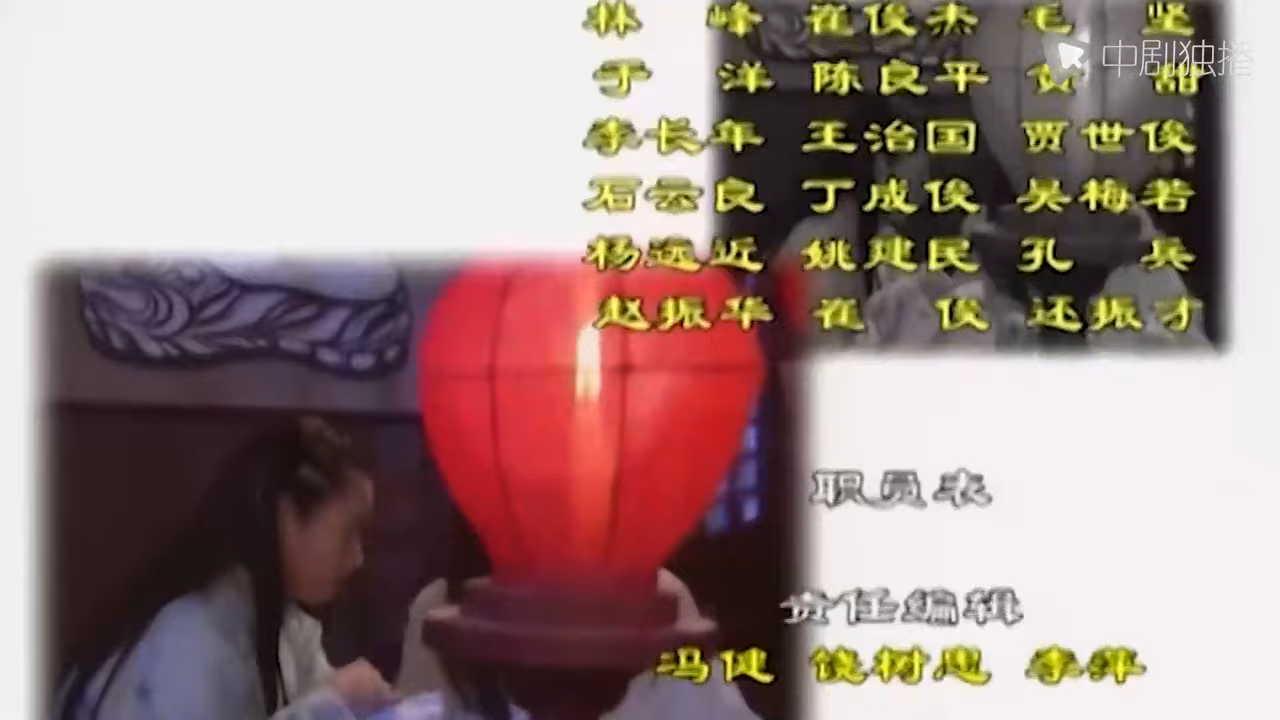 中剧独播
林 峰 崔俊杰 毛 坚
于 洋 陈良平 黄 甜
李长年 王治国 贾世俊
石云良 丁成俊 吴梅若
杨远近 姚建民 孔 兵
赵振华 崔 俊 还振才
职员表
责任编辑
冯健 饶树思 李萍